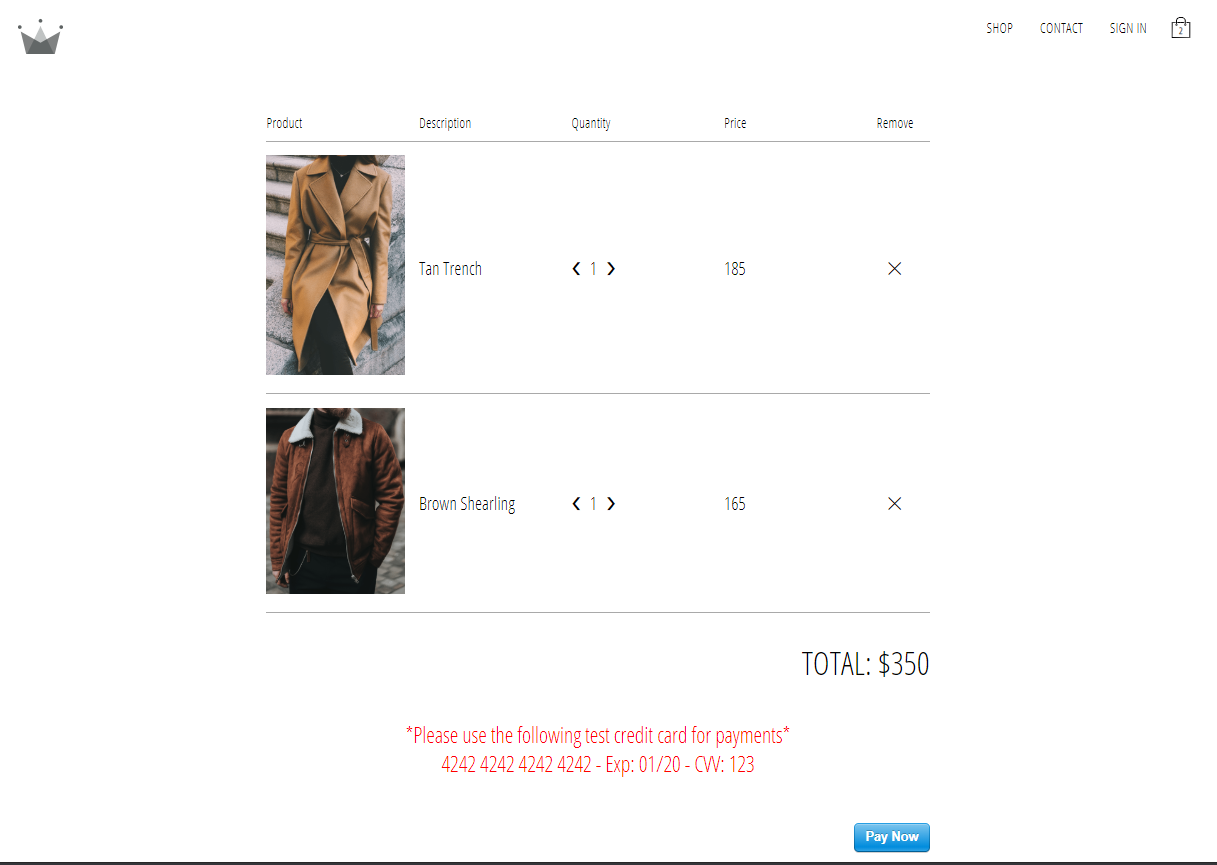 SHOP CONTACT SIGN IN 2
Product Description Quantity Price Remove
Tan Trench ❮ 1 ❯ 185 ✕
Brown Shearling ❮ 1 ❯ 165 ✕
TOTAL: $350
*Please use the following test credit card for payments*
4242 4242 4242 4242 - Exp: 01/20 - CVV: 123
Pay Now